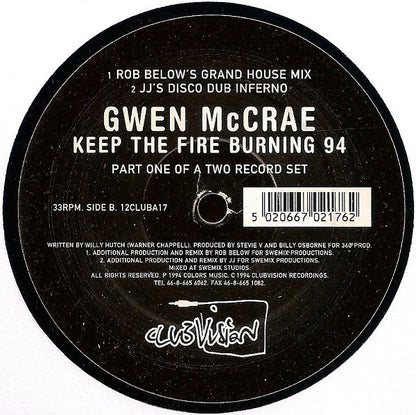 1 ROB BELOW'S GRAND HOUSE MIX
2 JJ'S DISCO DUB INFERNO
GWEN McCRAE
KEEP THE FIRE BURNING 94
PART ONE OF A TWO RECORD SET
33RPM. SIDE B. 12CLUBA17
5 020667 021762
WRITTEN BY WILLY HUTCH (WARNER CHAPPELL). PRODUCED BY STEVIE V AND BILLY OSBORNE FOR 360º PROD.
1. ADDITIONAL PRODUCTION AND REMIX BY ROB BELOW FOR SWEMIX PRODUCTIONS.
2. ADDITIONAL PRODUCTION AND REMIX BY JJ FOR SWEMIX PRODUCTIONS.
MIXED AT SWEMIX STUDIOS.
ALL RIGHTS RESERVED. P 1994 COLORS MUSIC. C 1994 CLUBVISION RECORDINGS.
TEL 46-8-665 6062. FAX 46-8-665 1082.
CLUBVISION